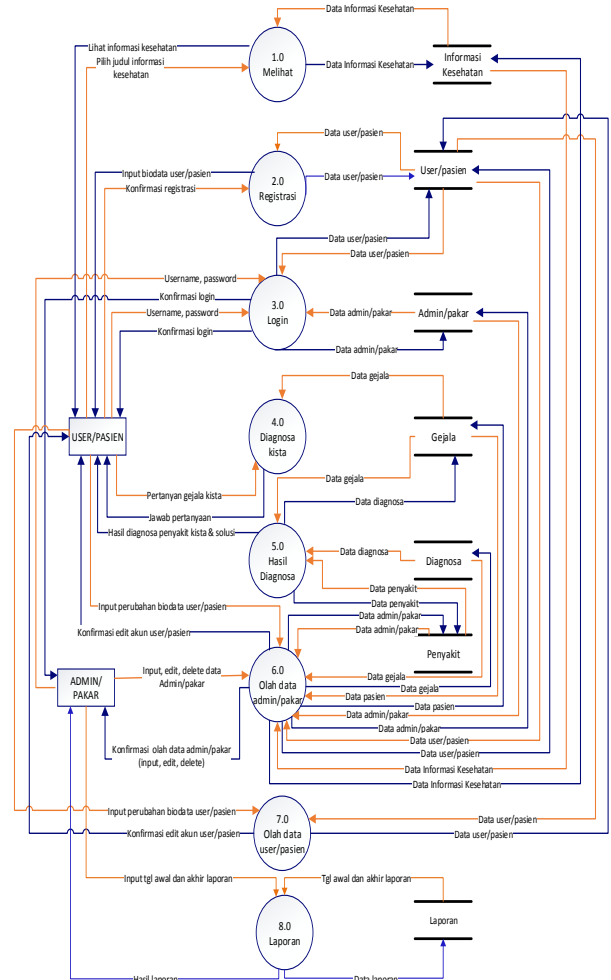 Data Informasi Kesehatan
Lihat informasi kesehatan
Pilih judul informasi
kesehatan
1.0
Melihat
Data Informasi Kesehatan
Informasi
Kesehatan
Data user/pasien
Input biodata user/pasien
Konfirmasi registrasi
2.0
Registrasi
Data user/pasien
User/pasien
Data user/pasien
Data user/pasien
Username, password
Konfirmasi login
Username, password
Konfirmasi login
3.0
Login
Data admin/pakar
Admin/pakar
Data admin/pakar
Data gejala
USER/PASIEN
4.0
Diagnosa
kista
Gejala
Pertanyan gejala kista
Data gejala
Data diagnosa
Jawab pertanyaan
Hasil diagnosa penyakit kista & solusi
5.0
Hasil
Diagnosa
Data diagnosa
Diagnosa
Data penyakit
Data penyakit
Input perubahan biodata user/pasien
Data admin/pakar
Data admin/pakar
Konfirmasi edit akun user/pasien
Penyakit
ADMIN/
PAKAR
Input, edit, delete data
Admin/pakar
6.0
Olah data
admin/pakar
Data gejala
Data gejala
Data pasien
Data pasien
Data admin/pakar
Data admin/pakar
Data user/pasien
Data user/pasien
Konfirmasi olah data admin/pakar
(input, edit, delete)
Data Informasi Kesehatan
Data Informasi Kesehatan
Input perubahan biodata user/pasien
Konfirmasi edit akun user/pasien
7.0
Olah data
user/pasien
Data user/pasien
Data user/pasien
Input tgl awal dan akhir laporan
Tgl awal dan akhir laporan
8.0
Laporan
Laporan
Hasil laporan
Data laporan